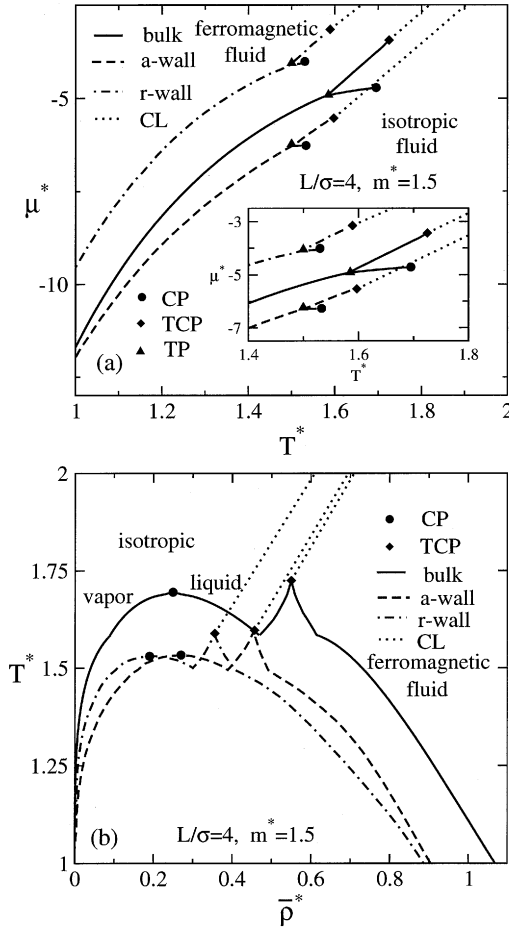 bulk
a-wall
r-wall
CL
ferromagnetic
fluid
isotropic
fluid
L/σ=4, m*=1.5
-5
-10
μ*
CP
TCP
TP
(a)
-3
-5
-7
μ*
1.4
1.6
1.8
T*
1
1.2
1.4
1.6
1.8
2
T*
2
1.75
1.5
1.25
1
T*
isotropic
vapor
liquid
CP
TCP
bulk
a-wall
r-wall
CL
ferromagnetic
fluid
(b)
L/σ=4, m*=1.5
0
0.2
0.4
0.6
0.8
1
ρ̅*